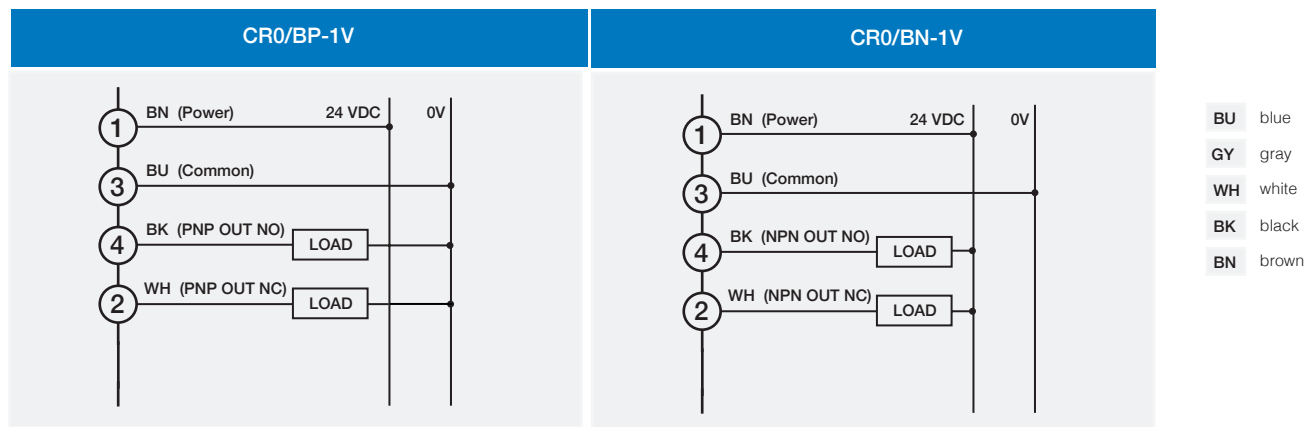 CR0/BP-1V
1 BN (Power) 24 VDC 0V
3 BU (Common)
4 BK (PNP OUT NO) LOAD
2 WH (PNP OUT NC) LOAD
CR0/BN-1V
1 BN (Power) 24 VDC 0V
3 BU (Common)
4 BK (NPN OUT NO) LOAD
2 WH (NPN OUT NC) LOAD
BU blue
GY gray
WH white
BK black
BN brown